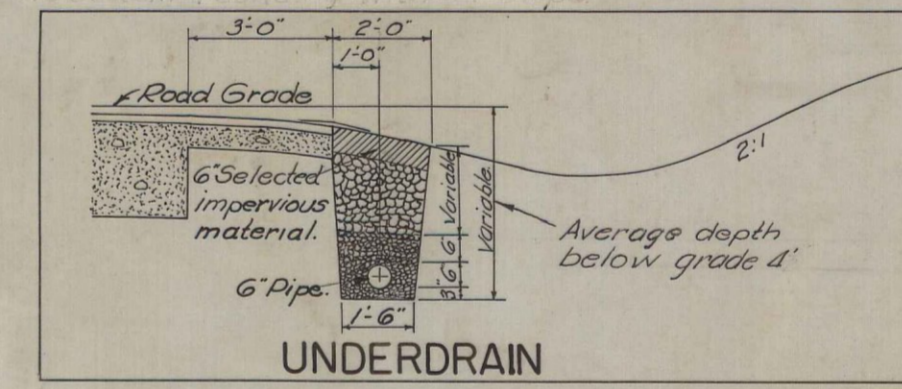 3'-0"
2'-0"
1'-0"
Road Grade
6" Selected
impervious
material.
Variable
Variable.
2:1
Average depth
below grade 4'
6"
6"
3"
6" Pipe.
1'-6"
UNDERDRAIN